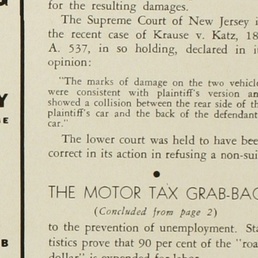 for the resulting damages.
The Supreme Court of New Jersey i
the recent case of Krause v. Katz, 18
A. 537, in so holding, declared in it
opinion:
"The marks of damage on the two vehicle
were consistent with plaintiff's version an
showed a collision between the rear side of th
plaintiff's car and the back of the defendant
car."
Y
E
The lower court was held to have bee
correct in its action in refusing a non-sui
THE MOTOR TAX GRAB-BAG
(Concluded from page 2)
to the prevention of unemployment. Sta
tistics prove that 90 per cent of the "roa
B
dollar" is expended for labor